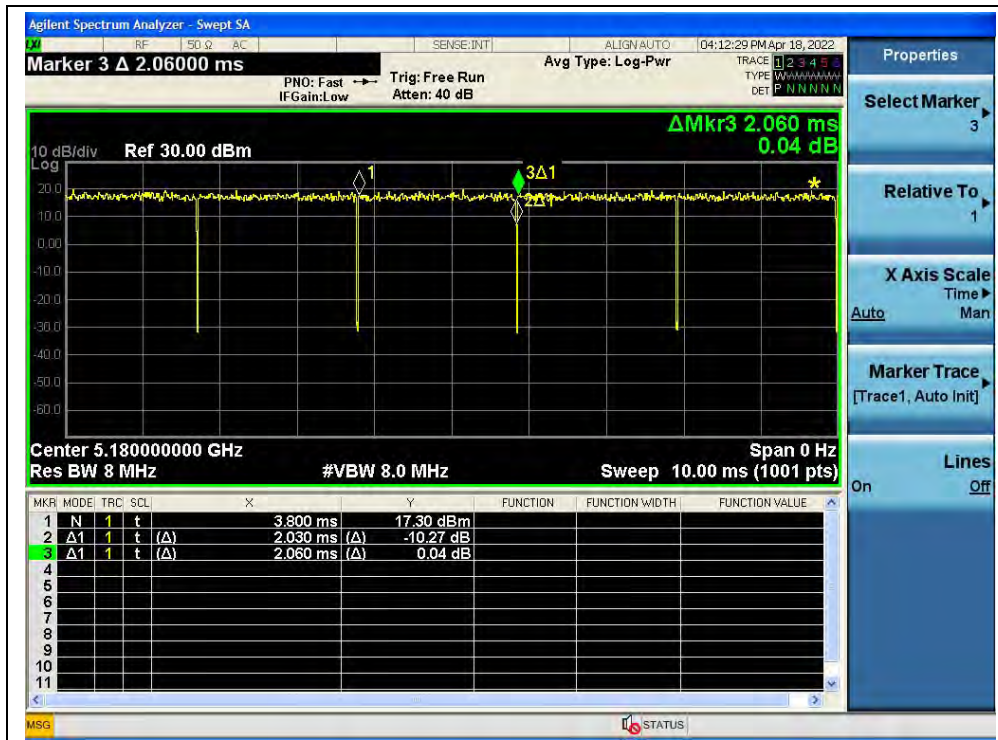 Agilent Spectrum Analyzer - Swept SA
LXI RF 50 Ω AC SENSE:INT ALIGN AUTO 04:12:29 PM Apr 18, 2022
Marker 3 Δ 2.06000 ms
PNO: Fast
IFGain:Low
Trig: Free Run
Atten: 40 dB
Avg Type: Log-Pwr
TRACE 1 2 3 4 5 6
TYPE
DET P N N N N N
ΔMkr3 2.060 ms
0.04 dB
10 dB/div Ref 30.00 dBm
Log
20.0
10.0
0.00
-10.0
-20.0
-30.0
-40.0
-50.0
-60.0
1
3Δ1
2Δ1
Center 5.180000000 GHz Span 0 Hz
Res BW 8 MHz #VBW 8.0 MHz Sweep 10.00 ms (1001 pts)
MKR MODE TRC SCL X Y FUNCTION FUNCTION WIDTH FUNCTION VALUE
1 N 1 t 3.800 ms 17.30 dBm
2 Δ1 1 t (Δ) 2.030 ms (Δ) -10.27 dB
3 Δ1 1 t (Δ) 2.060 ms (Δ) 0.04 dB
4
5
6
7
8
9
10
11
MSG STATUS
Properties
Select Marker
3
Relative To
1
X Axis Scale
Time
Auto Man
Marker Trace
[Trace1, Auto Init]
Lines
On Off